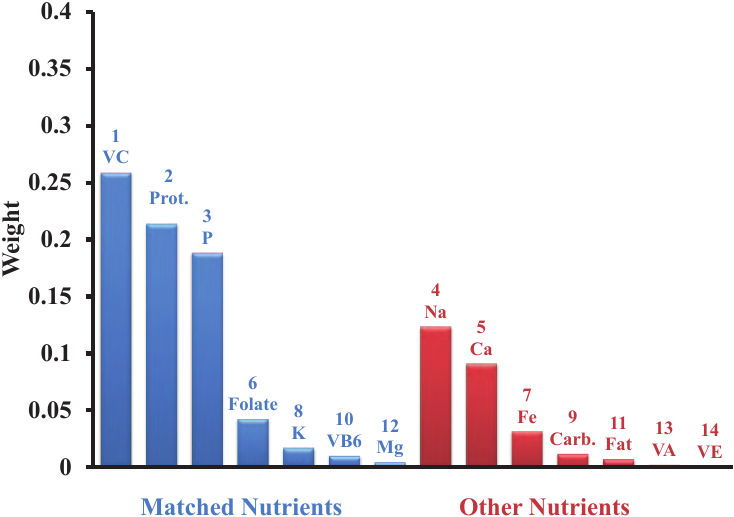 0.4
0.35
0.3
0.25
0.2
0.15
0.1
0.05
0
Weight
1
VC
2
Prot.
3
P
6
Folate
8
K
10
VB6
12
Mg
4
Na
5
Ca
7
Fe
9
Carb.
11
Fat
13
VA
14
VE
Matched Nutrients
Other Nutrients